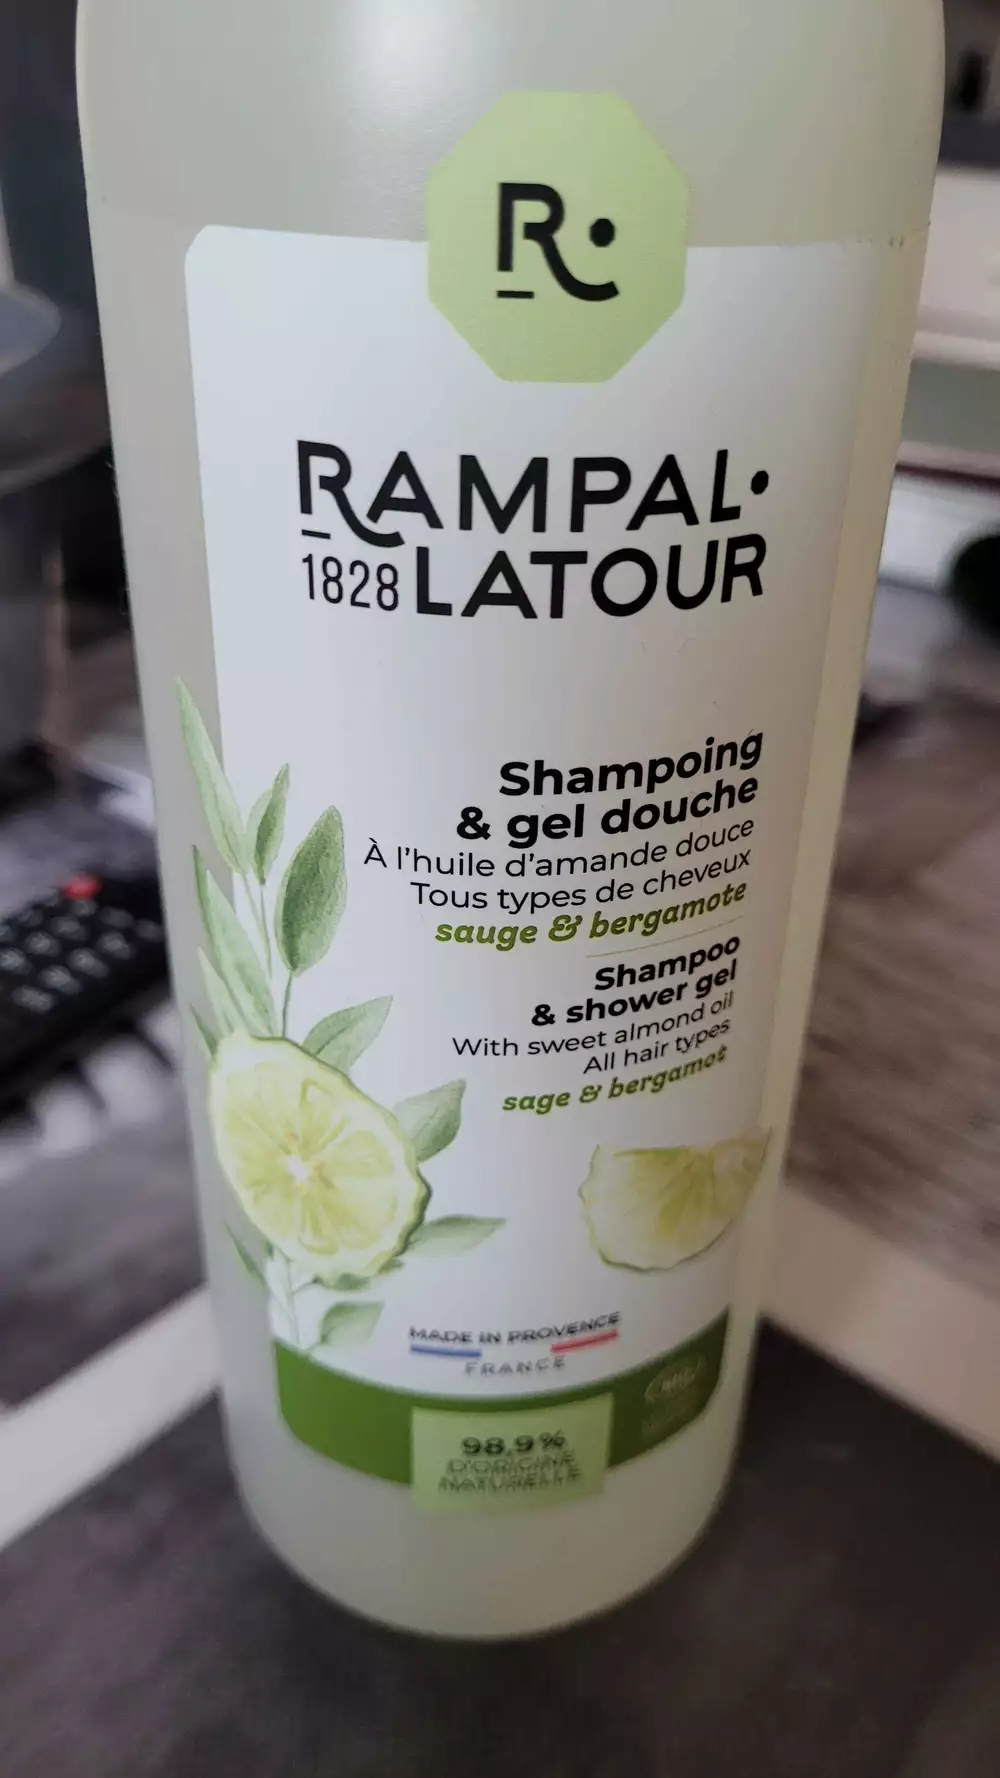 R.
RAMPAL.
1828 LATOUR
Shampoing
& gel douche
À l'huile d'amande douce
Tous types de cheveux
sauge & bergamote
Shampoo
& shower gel
With sweet almond oil
All hair types
sage & bergamot
MADE IN PROVENCE
FRANCE
98,9%
D'ORIGINE
NATURELLE